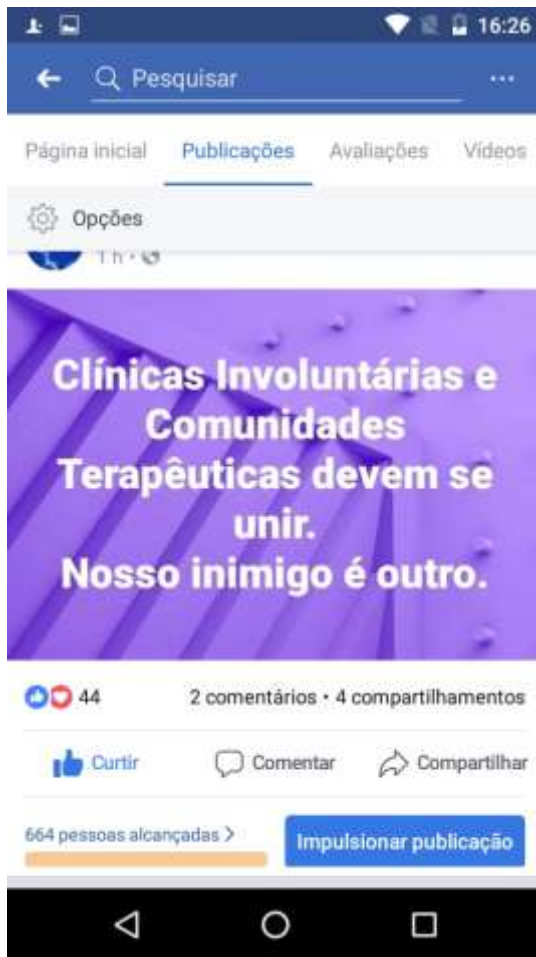 16:26
Pesquisar
Página inicial Publicações Avaliações Vídeos
Opções
1 h
Clínicas Involuntárias e
Comunidades
Terapêuticas devem se
unir.
Nosso inimigo é outro.
44 2 comentários • 4 compartilhamentos
Curtir Comentar Compartilhar
664 pessoas alcançadas >
Impulsionar publicação